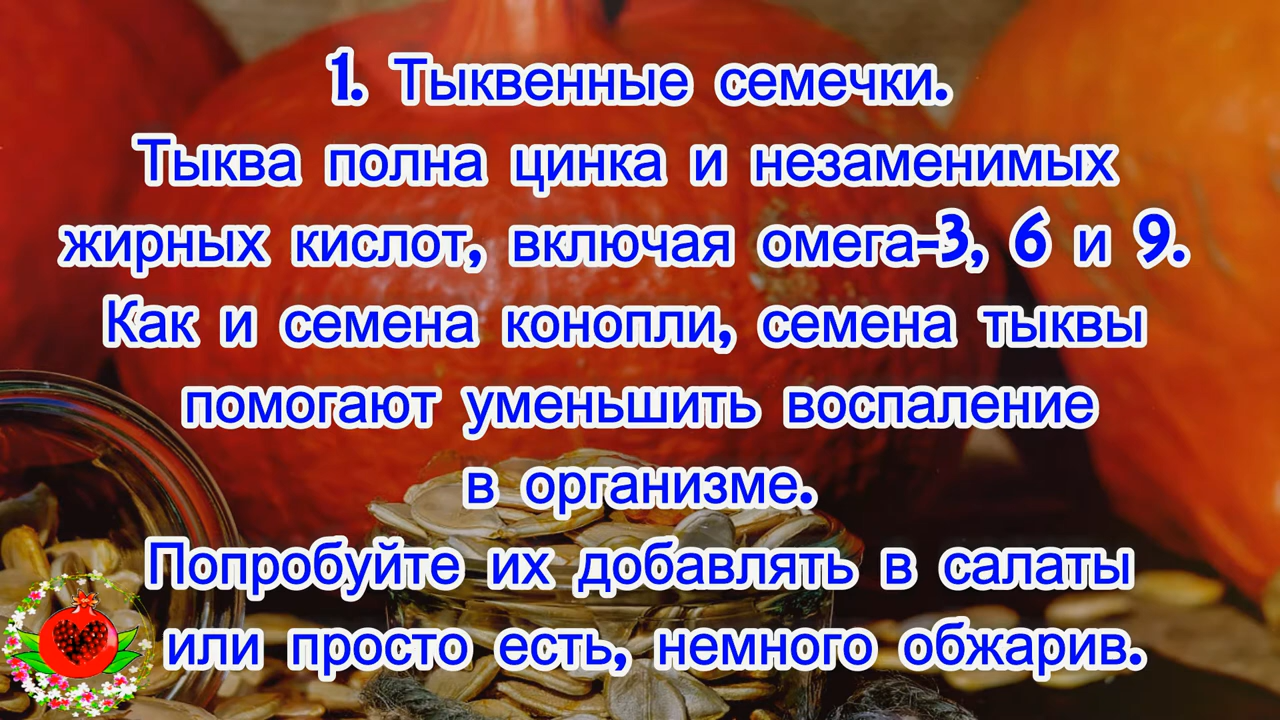 1. Тыквенные семечки.
Тыква полна цинка и незаменимых
жирных кислот, включая омега-3, 6 и 9.
Как и семена конопли, семена тыквы
помогают уменьшить воспаление
в организме.
Попробуйте их добавлять в салаты
или просто есть, немного обжарив.